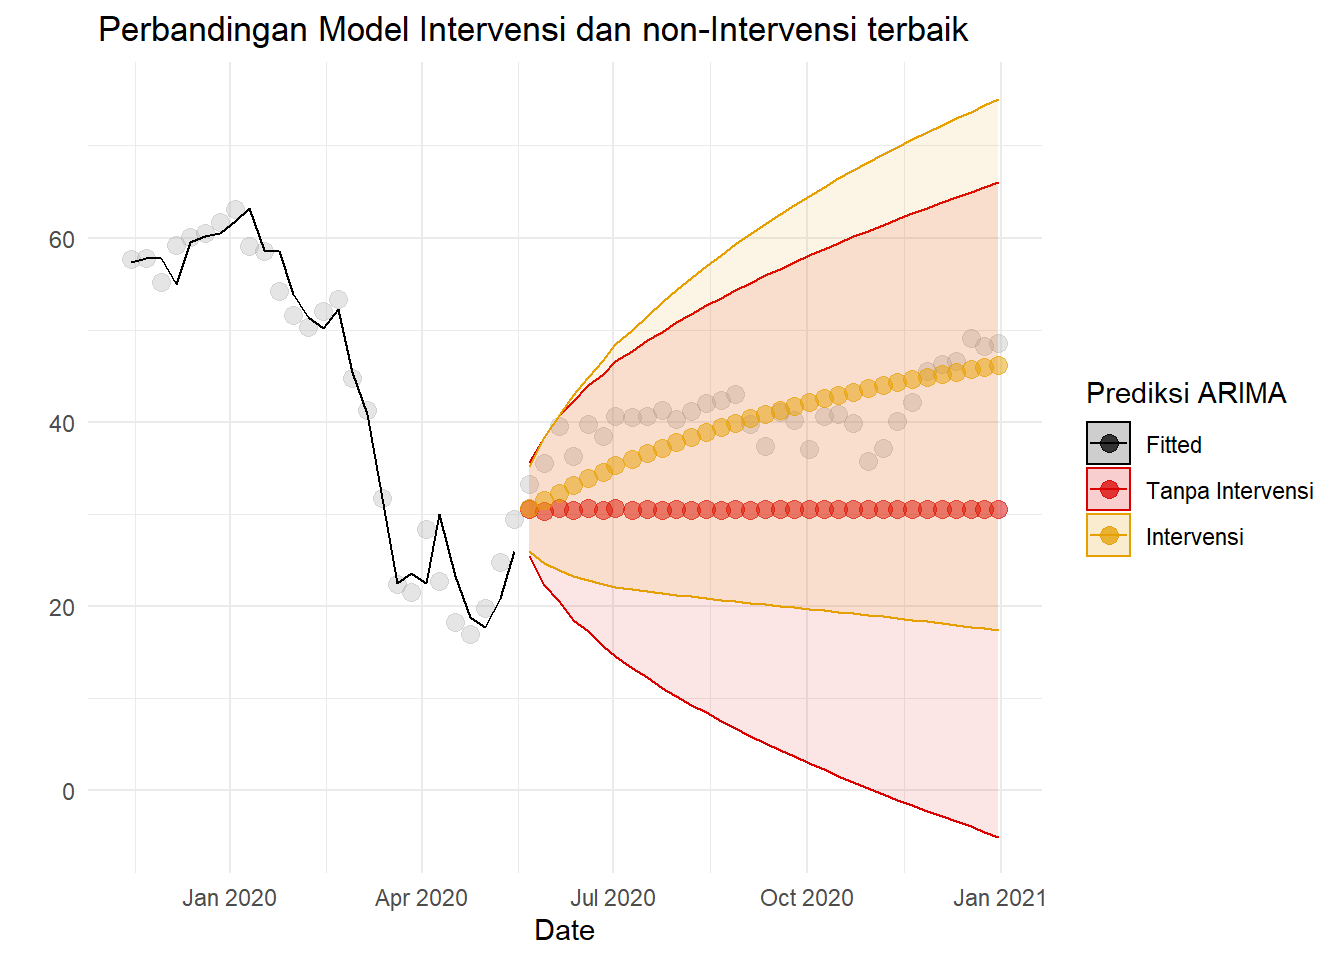 Perbandingan Model Intervensi dan non-Intervensi terbaik
60
40
20
0
Jan 2020
Apr 2020
Jul 2020
Oct 2020
Jan 2021
Date
Prediksi ARIMA
Fitted
Tanpa Intervensi
Intervensi